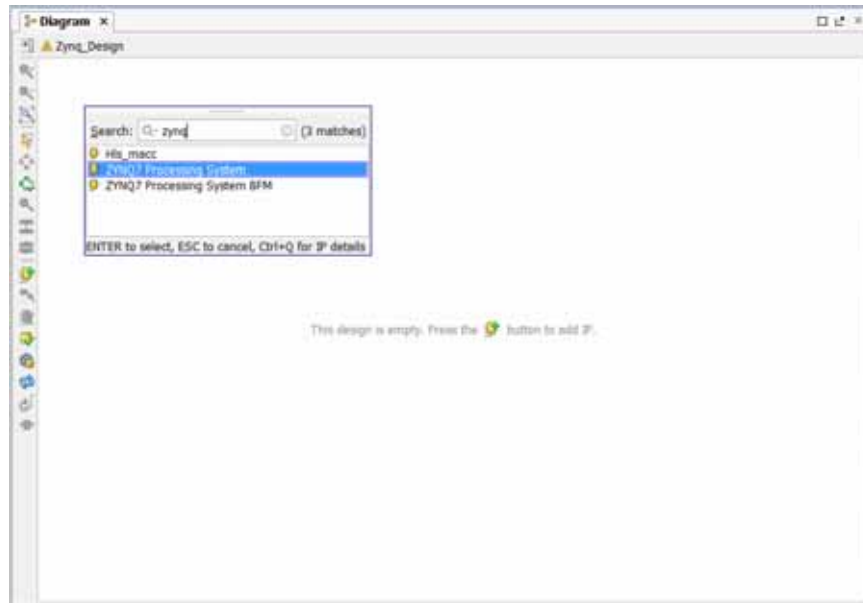 Diagram ×
Zynq_Design
Search: zynq (3 matches)
Hls_macc
ZYNQ7 Processing System
ZYNQ7 Processing System BFM
ENTER to select, ESC to cancel, Ctrl+Q for IP details
This design is empty. Press the button to add IP.